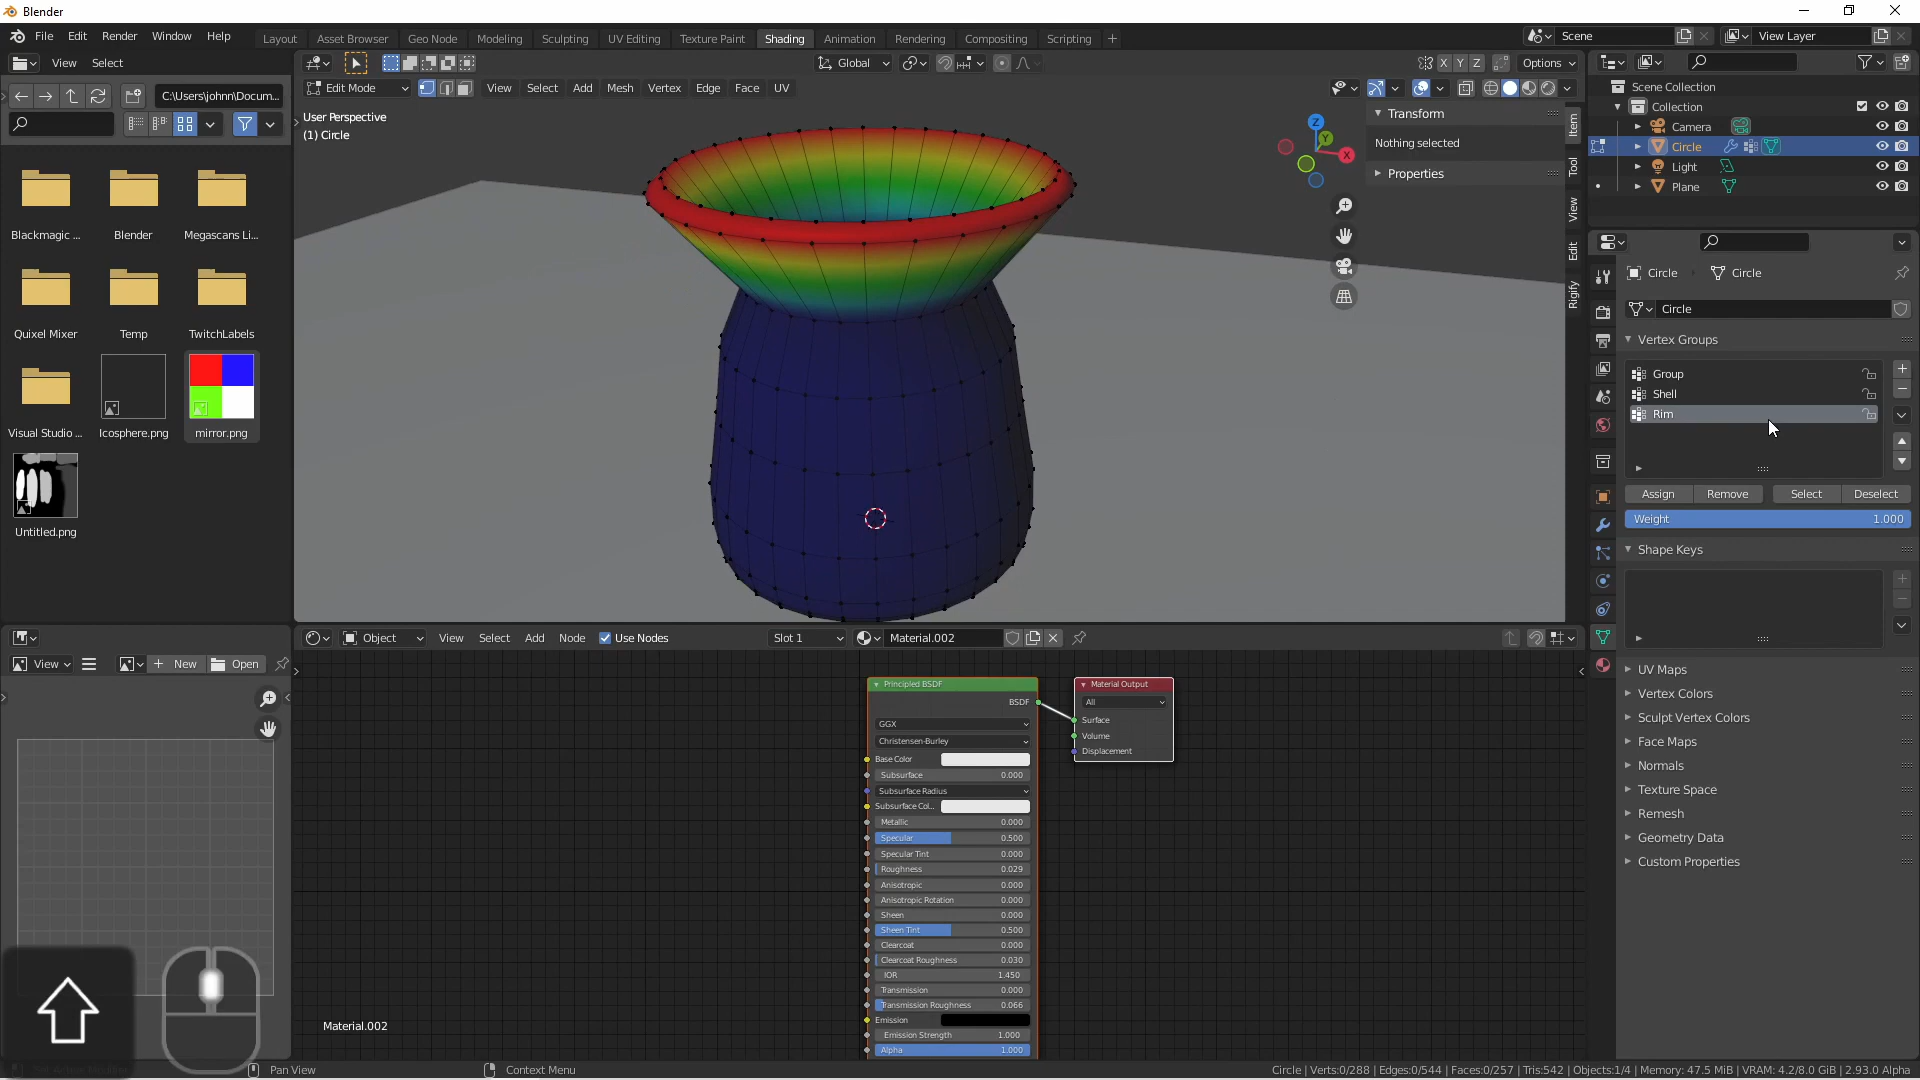 Blender
File Edit Render Window Help
Layout Asset Browser Geo Node Modeling Sculpting UV Editing Texture Paint Shading Animation Rendering Compositing Scripting
Scene
View Layer
View Select
Global
X Y Z
Options
C:\Users\johnn\Docum...
Edit Mode
View Select Add Mesh Vertex Edge Face UV
User Perspective
(1) Circle
Z
Y
X
Transform
Nothing selected
Properties
Item
Tool
View
Edit
Rigify
Scene Collection
Collection
Camera
Circle
Light
Plane
Blackmagic ...
Blender
Megascans Li...
Quixel Mixer
Temp
TwitchLabels
Visual Studio ...
Icosphere.png
mirror.png
Untitled.png
Circle
Circle
Circle
Vertex Groups
Group
Shell
Rim
Assign
Remove
Select
Deselect
Weight 1.000
Shape Keys
UV Maps
Vertex Colors
Sculpt Vertex Colors
Face Maps
Normals
Texture Space
Remesh
Geometry Data
Custom Properties
View
New
Open
Object
View Select Add Node
Use Nodes
Slot 1
Material.002
Principled BSDF
BSDF
GGX
Christensen-Burley
Base Color
Subsurface 0.000
Subsurface Radius
Subsurface Col...
Metallic 0.000
Specular 0.500
Specular Tint 0.000
Roughness 0.029
Anisotropic 0.000
Anisotropic Rotation 0.000
Sheen 0.000
Sheen Tint 0.500
Clearcoat 0.000
Clearcoat Roughness 0.030
IOR 1.450
Transmission 0.000
Transmission Roughness 0.066
Emission
Emission Strength 1.000
Alpha 1.000
Material Output
All
Surface
Volume
Displacement
Material.002
Pan View
Context Menu
Circle | Verts:0/288 | Edges:0/544 | Faces:0/257 | Tris:542 | Objects:1/4 | Memory: 47.5 MiB | VRAM: 4.2/8.0 GiB | 2.93.0 Alpha